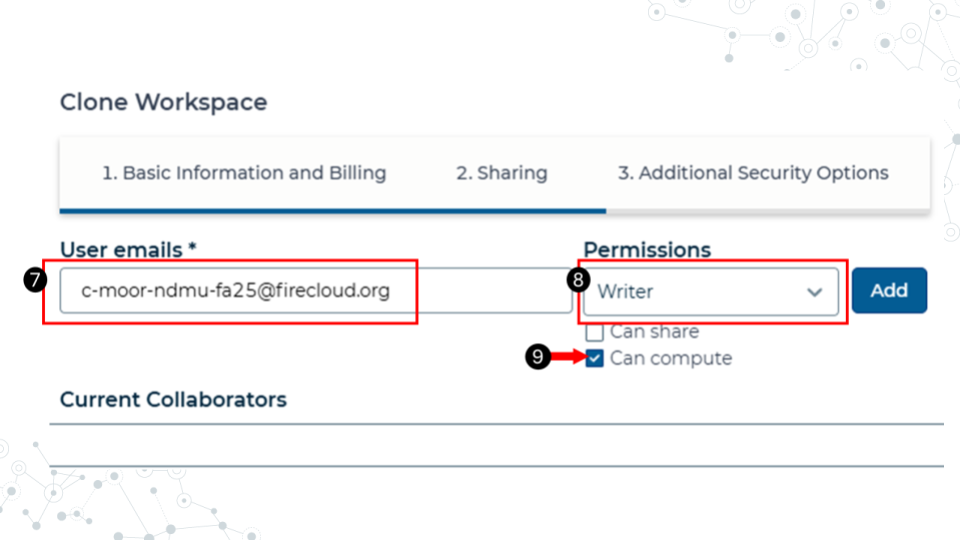 Clone Workspace
1. Basic Information and Billing
2. Sharing
3. Additional Security Options
User emails *
Permissions
7
c-moor-ndmu-fa25@firecloud.org
8
Writer
Add
Can share
9
Can compute
Current Collaborators